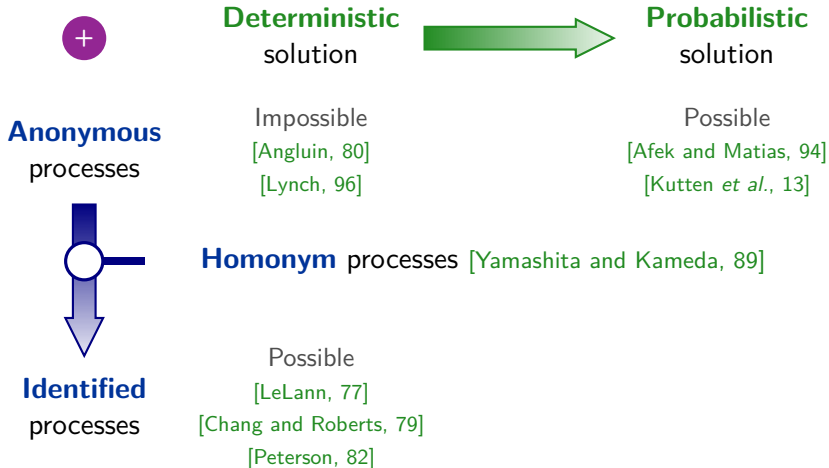 +
Deterministic
solution
Probabilistic
solution
Anonymous
processes
Impossible
[Angluin, 80]
[Lynch, 96]
Possible
[Afek and Matias, 94]
[Kutten et al., 13]
Homonym processes [Yamashita and Kameda, 89]
Identified
processes
Possible
[LeLann, 77]
[Chang and Roberts, 79]
[Peterson, 82]